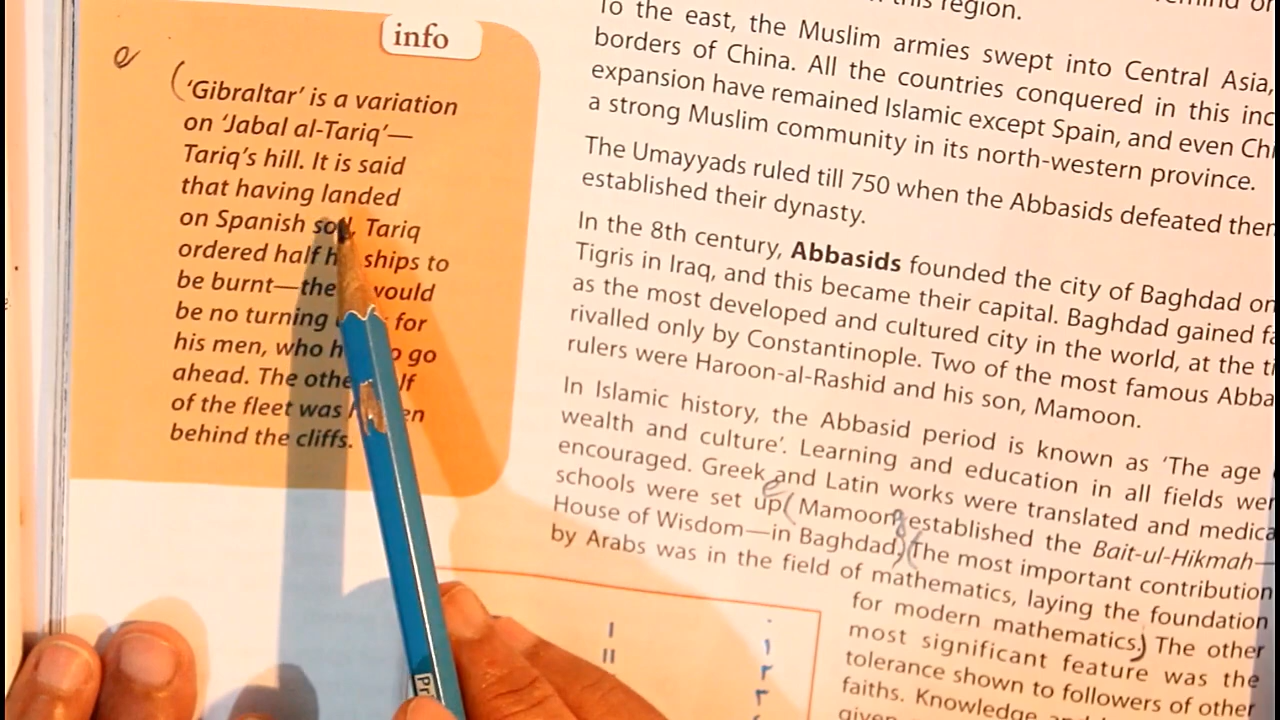 info
e
('Gibraltar' is a variation
on 'Jabal al-Tariq'—
Tariq's hill. It is said
that having landed
on Spanish Tariq
ordered half ships to
be burnt—the would
be no turning for
his men, who go
ahead. The
of the fleet was
behind the cliffs.
this region.
To the east, the Muslim armies swept into Central Asia,
borders of China. All the countries conquered in this
expansion have remained Islamic except Spain, and even
a strong Muslim community in its north-western province.
The Umayyads ruled till 750 when the Abbasids defeated
established their dynasty.
In the 8th century, Abbasids founded the city of Baghdad on
Tigris in Iraq, and this became their capital. Baghdad gained
as the most developed and cultured city in the world, at the
rivalled only by Constantinople. Two of the most famous
rulers were Haroon-al-Rashid and his son, Mamoon.
In Islamic history, the Abbasid period is known as 'The age
wealth and culture'. Learning and education in all fields
encouraged. Greek and Latin works were translated and
schools were set up (Mamoon established the Bait-ul-Hikmah—
House of Wisdom—in Baghdad) (The most important contribution
by Arabs was in the field of mathematics, laying the foundation
for modern mathematics.) The other
most significant feature was the
tolerance shown to followers of other
faiths. Knowledge
given
I
II
١
٢
٣